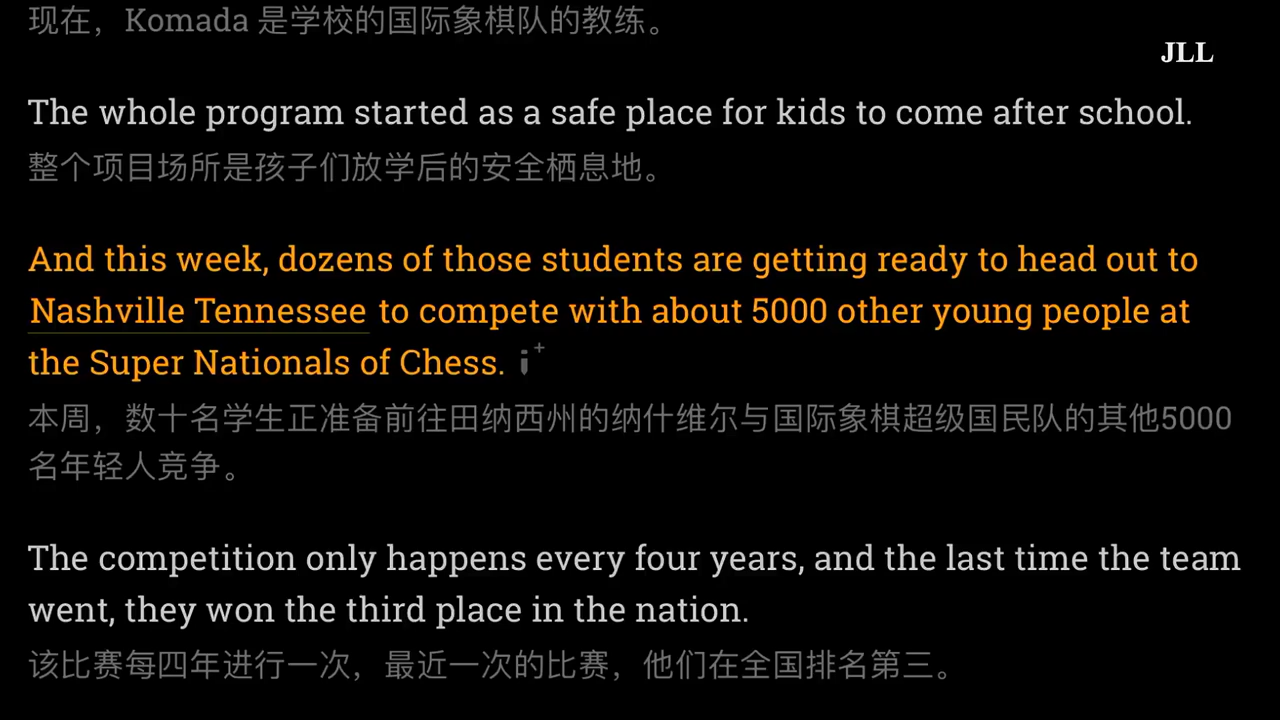 现在，Komada 是学校的国际象棋队的教练。
JLL
The whole program started as a safe place for kids to come after school.
整个项目场所是孩子们放学后的安全栖息地。
And this week, dozens of those students are getting ready to head out to
Nashville Tennessee to compete with about 5000 other young people at
the Super Nationals of Chess.
本周，数十名学生正准备前往田纳西州的纳什维尔与国际象棋超级国民队的其他5000
名年轻人竞争。
The competition only happens every four years, and the last time the team
went, they won the third place in the nation.
该比赛每四年进行一次，最近一次的比赛，他们在全国排名第三。